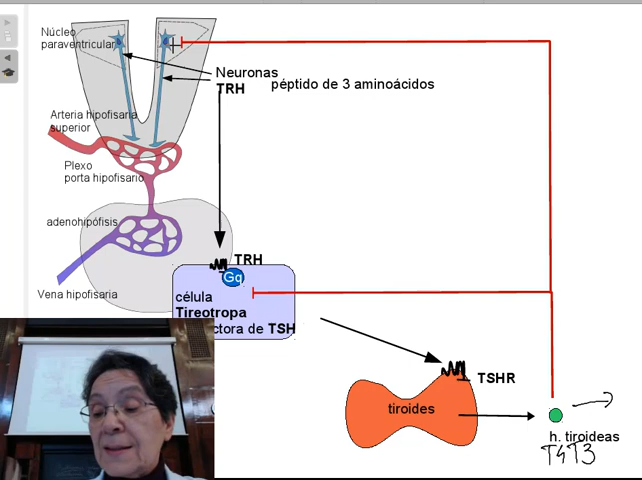 Núcleo
paraventricular
Neuronas
TRH
péptido de 3 aminoácidos
Arteria hipofisaria
superior
Plexo
porta hipofisario
adenohipófisis
TRH
Gq
Vena hipofisaria
célula
Tireotropa
ctora de TSH
TSHR
tiroides
h. tiroideas
T4T3